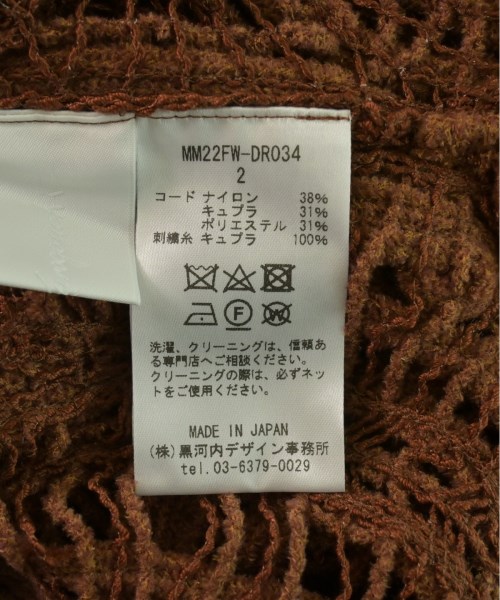 MM22FW-DR034
2
コード ナイロン 38%
キュプラ 31%
ポリエステル 31%
刺繍糸 キュプラ 100%
F W
洗濯、クリーニングは、信頼あ
る専門店へご相談ください。
クリーニングの際は、必ずネッ
トをご使用ください。
MADE IN JAPAN
(株)黒河内デザイン事務所
tel.03-6379-0029